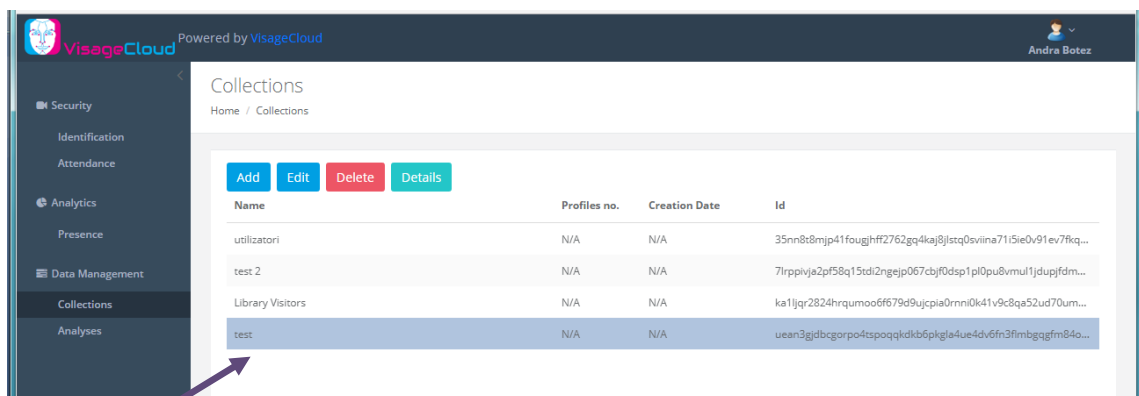 VisageCloud Powered by VisageCloud
Andra Botez
Collections
Home / Collections
Security
Identification
Attendance
Analytics
Presence
Data Management
Collections
Analyses
Add Edit Delete Details
Name Profiles no. Creation Date Id
utilizatori N/A N/A 35nn8t8mjp41fougjhff2762gq4kaj8jlstq0sviina71i5ie0v91ev7fkq...
test 2 N/A N/A 7lrppivja2pf58q15tdi2ngejp067cbjf0dsp1pl0pu8vmul1jdupjfdm...
Library Visitors N/A N/A ka1ljqr2824hrqumoo6f679d9ujcpia0rnni0k41v9c8qa52ud70um...
test N/A N/A uean3gjdbcgorpo4tspoqqkdkb6pkgla4ue4dv6fn3flmbgqgfm84o...